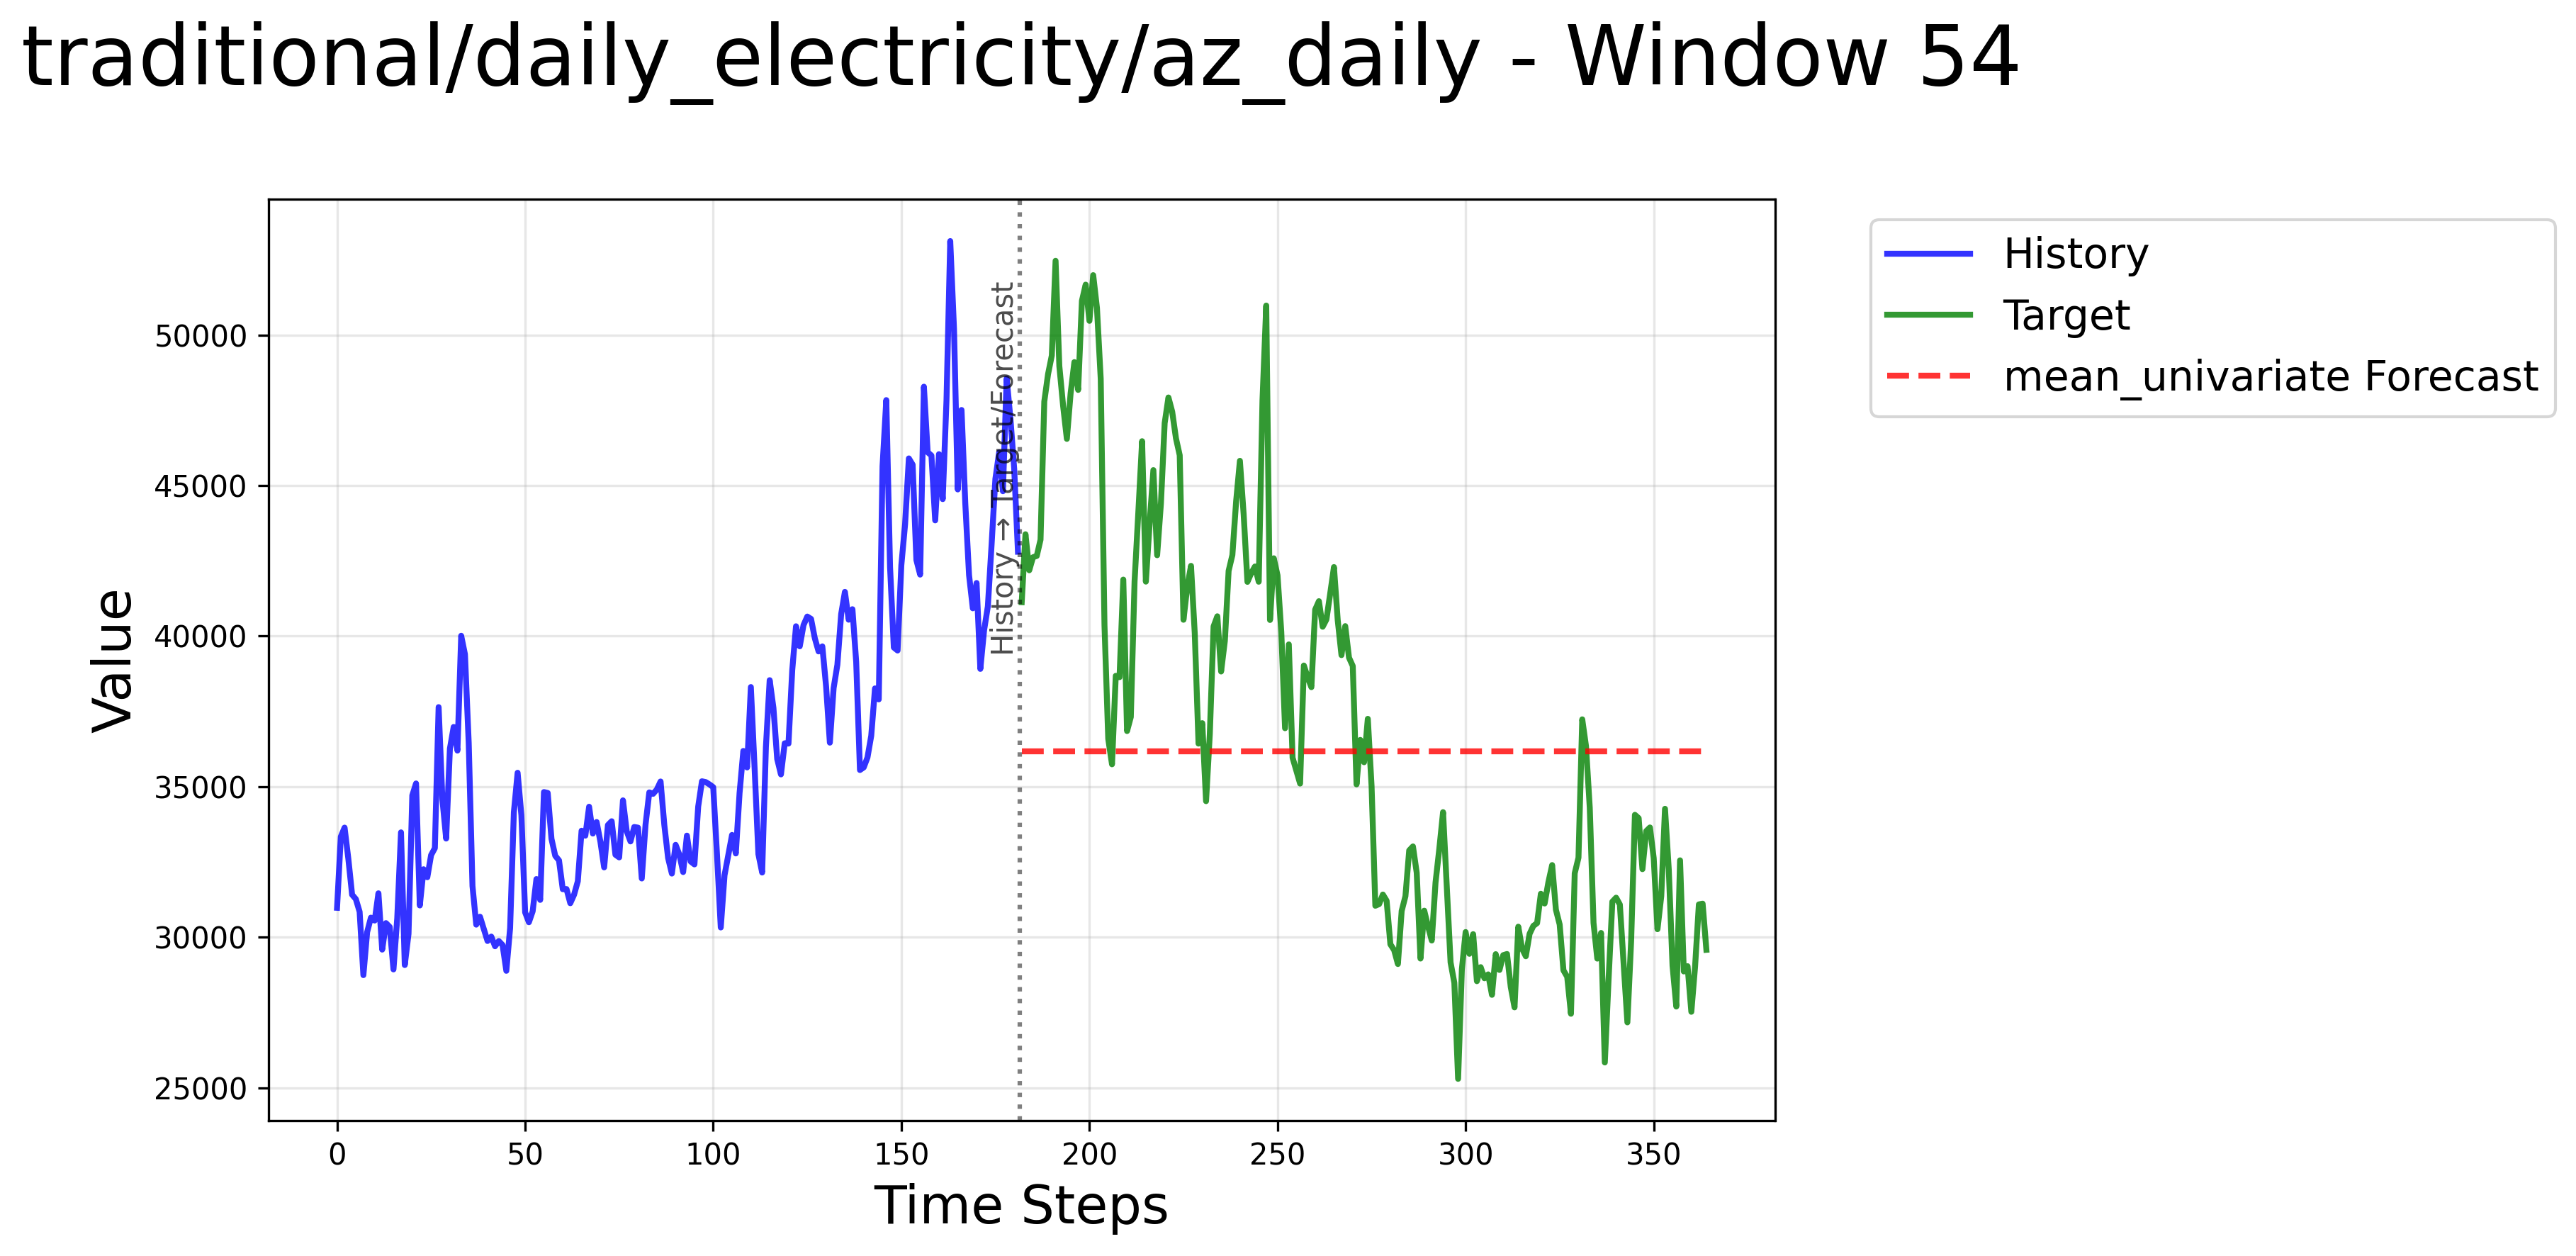 traditional/daily_electricity/az_daily - Window 54
History
Target
mean_univariate Forecast
History → Target/Forecast
Value
50000
45000
40000
35000
30000
25000
0 50 100 150 200 250 300 350
Time Steps